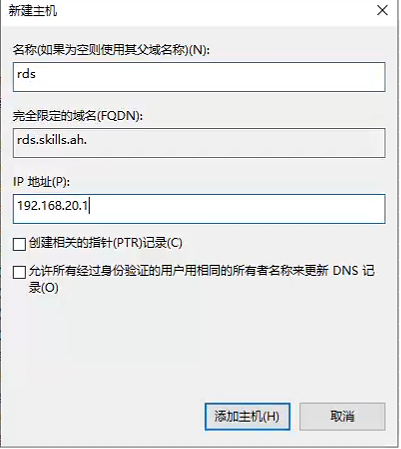 新建主机
名称(如果为空则使用其父域名称)(N):
rds
完全限定的域名(FQDN):
rds.skills.ah.
IP 地址(P):
192.168.20.1
创建相关的指针(PTR)记录(C)
允许所有经过身份验证的用户用相同的所有者名称来更新 DNS 记
录(O)
添加主机(H)
取消